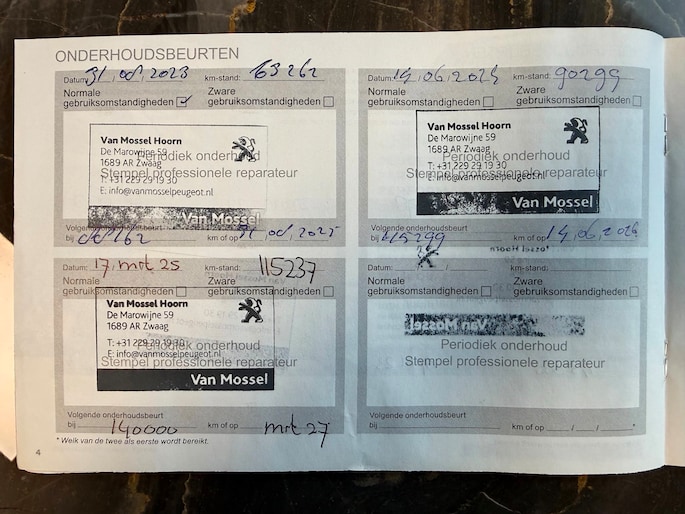 ONDERHOUDSBEURTEN
Datum: 31,08,2023 km-stand: 63262
Normale gebruiksomstandigheden
Zware gebruiksomstandigheden
Van Mossel Hoorn
De Marowijne 59
1689 AR Zwaag
Periodiek onderhoud
Stempel professionele reparateur
T: +31 229 29 19 30
E: info@vanmosselpeugeot.nl
Van Mossel
Volgende onderhoudsbeurt
bij km of op 31,08,2025
Datum: 14,06,2024 km-stand: 90299
Normale gebruiksomstandigheden
Zware gebruiksomstandigheden
Van Mossel Hoorn
De Marowijne 59
1689 AR Zwaag
Periodiek onderhoud
Stempel professionele reparateur
T: +31 229 29 19 30
E: info@vanmosselpeugeot.nl
Van Mossel
Volgende onderhoudsbeurt
bij 115299 km of op 14,06,2026
Datum: 17, mrt 25 km-stand: 115237
Normale gebruiksomstandigheden
Zware gebruiksomstandigheden
Van Mossel Hoorn
De Marowijne 59
1689 AR Zwaag
T: +31 229 29 19 30
Periodiek onderhoud
E: info@vanmosselpeugeot.nl
Stempel professionele reparateur
Van Mossel
Volgende onderhoudsbeurt
bij 140000 km of op mrt 27
Datum: / / km-stand:
Normale gebruiksomstandigheden
Zware gebruiksomstandigheden
Periodiek onderhoud
Stempel professionele reparateur
Volgende onderhoudsbeurt
bij km of op / / *
* Welk van de twee als eerste wordt bereikt.
4